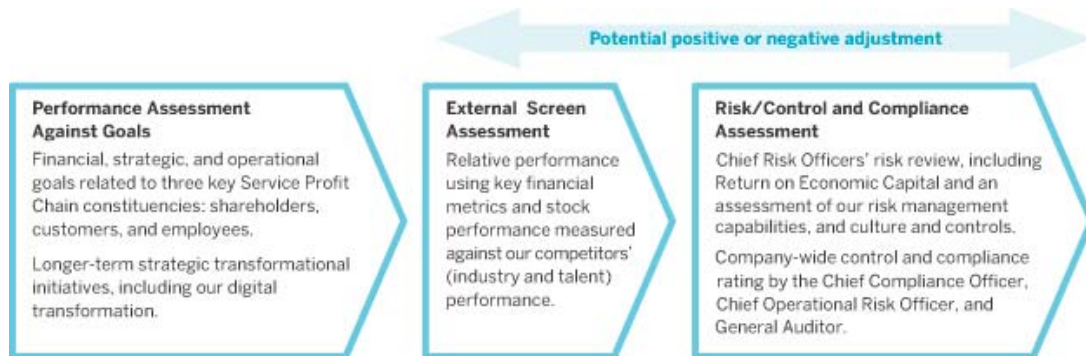 Potential positive or negative adjustment
Performance Assessment
Against Goals
Financial, strategic, and operational
goals related to three key Service Profit
Chain constituencies: shareholders,
customers, and employees.
Longer-term strategic transformational
initiatives, including our digital
transformation.
External Screen
Assessment
Relative performance
using key financial
metrics and stock
performance measured
against our competitors'
(industry and talent)
performance.
Risk/Control and Compliance
Assessment
Chief Risk Officers' risk review, including
Return on Economic Capital and an
assessment of our risk management
capabilities, and culture and controls.
Company-wide control and compliance
rating by the Chief Compliance Officer,
Chief Operational Risk Officer, and
General Auditor.